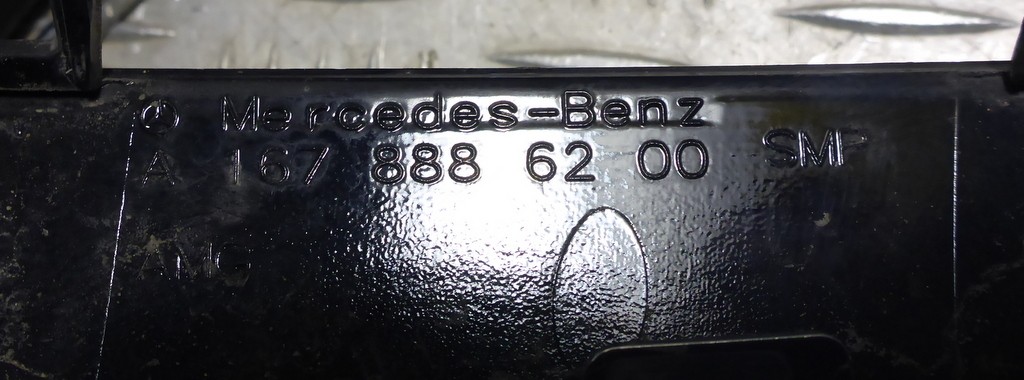 Mercedes-Benz
A 167 888 62 00 SMP
AMG